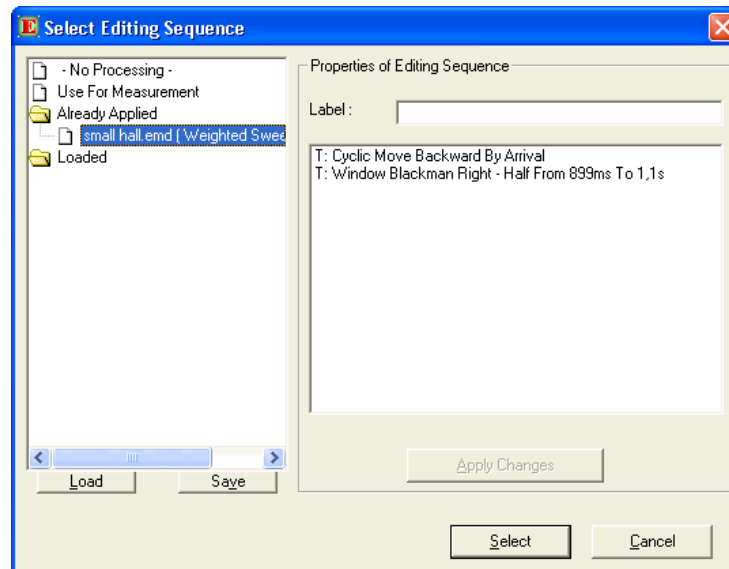 Select Editing Sequence
- No Processing -
Use For Measurement
Already Applied
small hall.emd ( Weighted Swee
Loaded
Load
Save
Properties of Editing Sequence
Label :
T: Cyclic Move Backward By Arrival
T: Window Blackman Right - Half From 899ms To 1,1s
Apply Changes
Select
Cancel